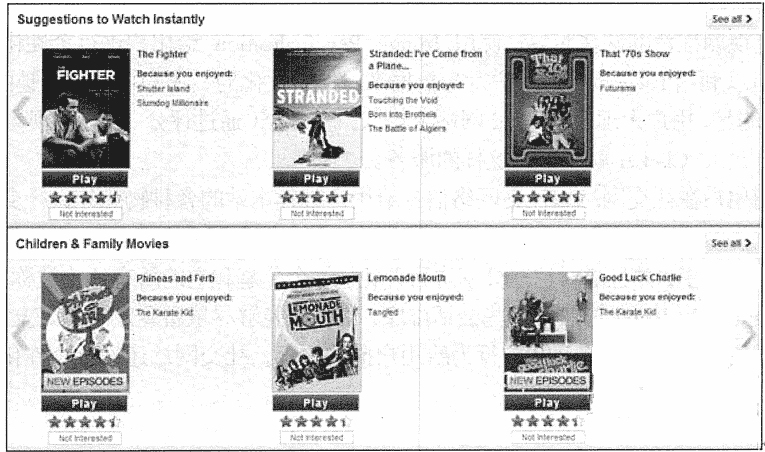 Suggestions to Watch Instantly
See all
The Fighter
Because you enjoyed:
Shutter Island
Slumdog Millionaire
FIGHTER
Play
Not Interested
Stranded: I've Come from
a Plane...
Because you enjoyed:
Touching the Void
Born into Brothels
The Battle of Algiers
STRANDED
Play
Not Interested
That '70s Show
Because you enjoyed:
Futurama
That
Play
Not Interested
Children & Family Movies
See all
Phineas and Ferb
Because you enjoyed:
The Karate Kid
NEW EPISODES
Play
Not Interested
Lemonade Mouth
Because you enjoyed:
Tangled
LEMONADE
MOUTH
Play
Not Interested
Good Luck Charlie
Because you enjoyed:
The Karate Kid
good luck
Charlie
NEW EPISODES
Play
Not Interested